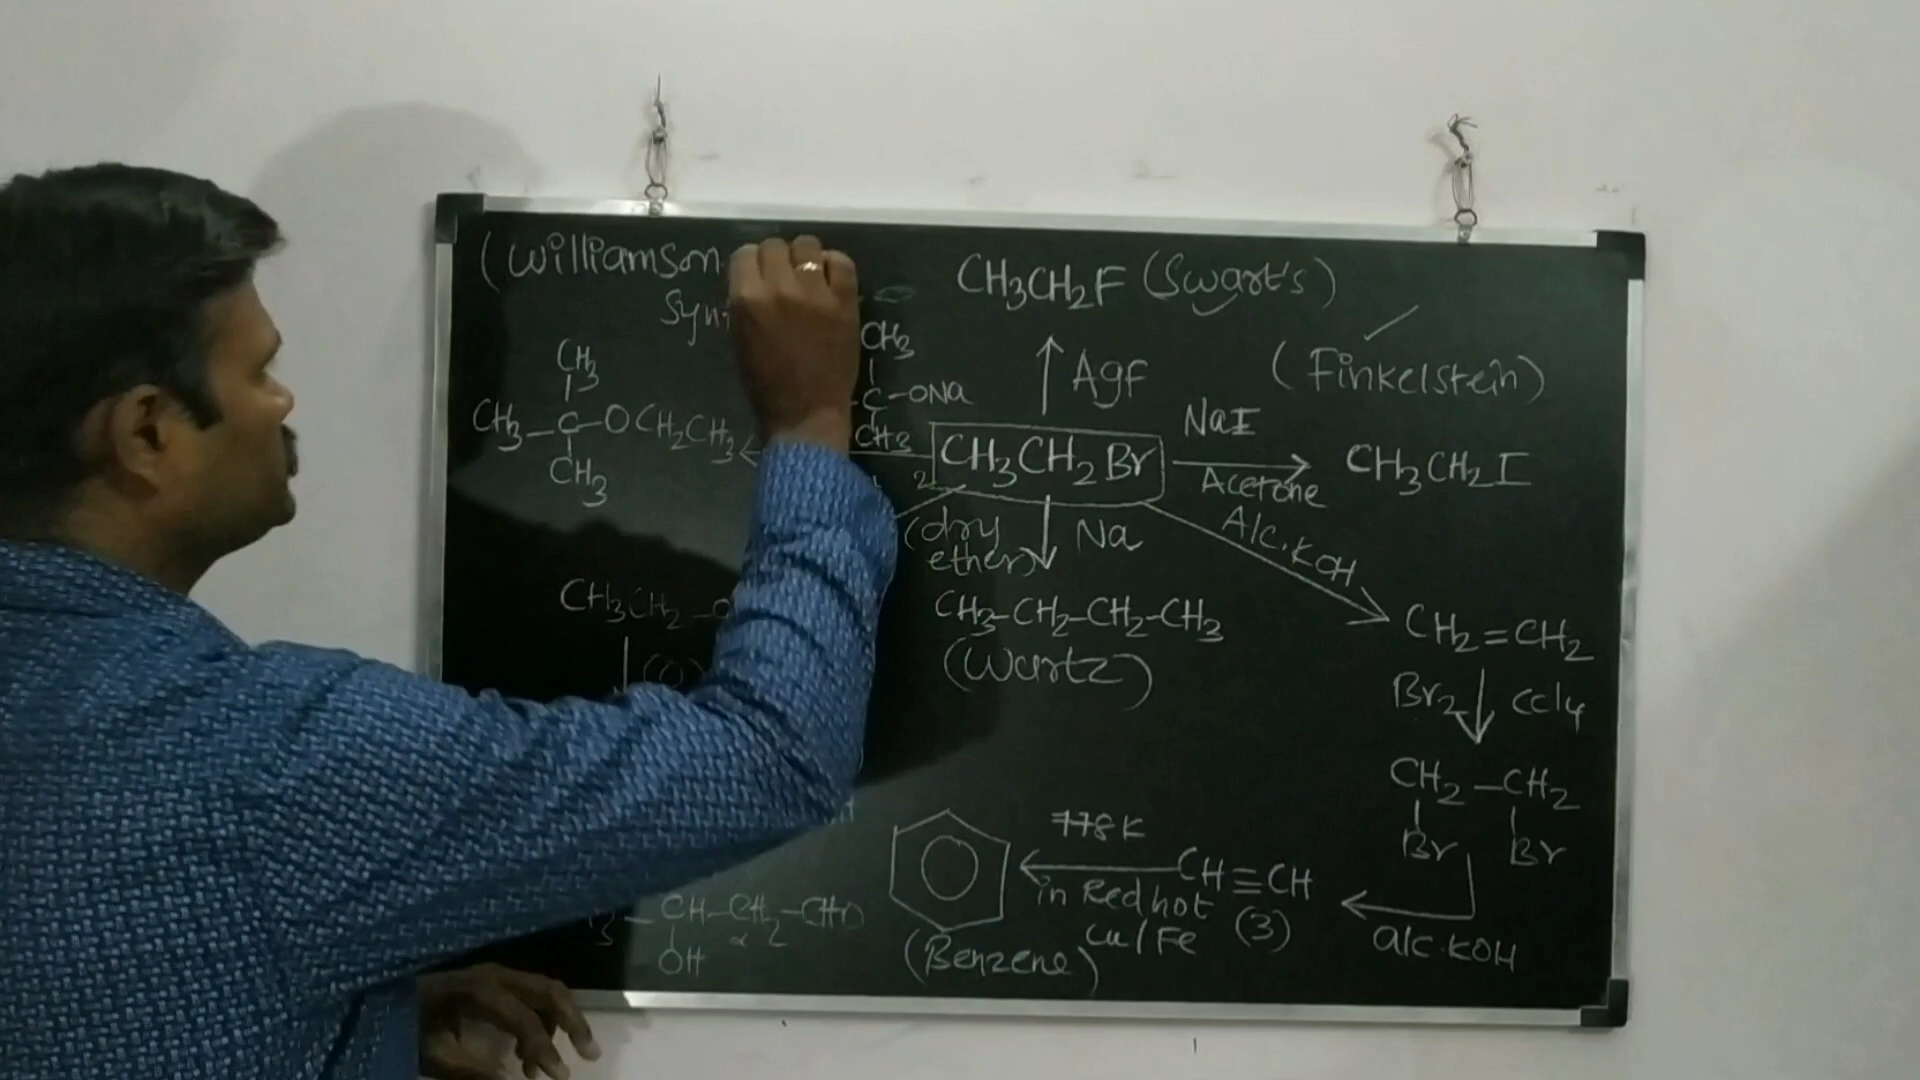 (Williamson
CH3CH2F (Swart's)
CH3
CH3
AgF
(Finkelstein)
C-ONa
NaI
CH3-C-OCH2CH3
CH3
CH3
CH3CH2Br
CH3CH2I
Acetone
2
(dry
ether)
Na
Alc.KOH
CH3CH2-
CH3-CH2-CH2-CH3
CH2=CH2
(Wurtz)
Br2
CCl4
CH2-CH2
Br Br
778K
CH≡CH
in Red hot
(3)
Cu/Fe
alc.KOH
CH-CH2-CHO
α
OH
(Benzene)